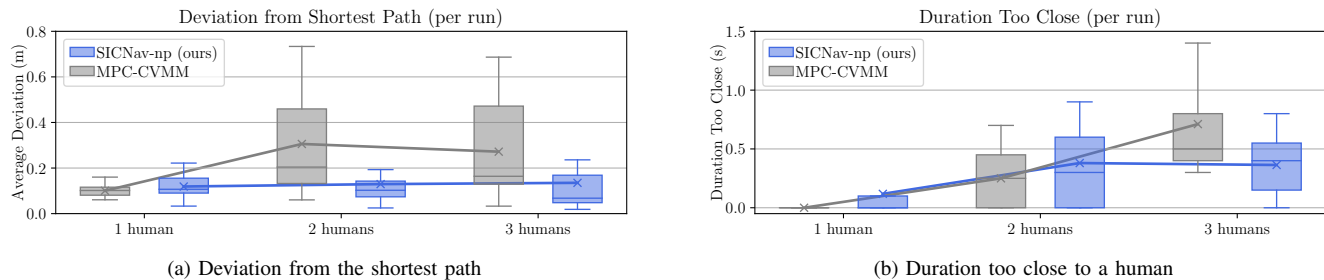 Deviation from Shortest Path (per run)
Average Deviation (m)
0.8
0.6
0.4
0.2
0.0
SICNav-np (ours)
MPC-CVMM
1 human
2 humans
3 humans
(a) Deviation from the shortest path
Duration Too Close (per run)
Duration Too Close (s)
1.5
1.0
0.5
0.0
SICNav-np (ours)
MPC-CVMM
1 human
2 humans
3 humans
(b) Duration too close to a human